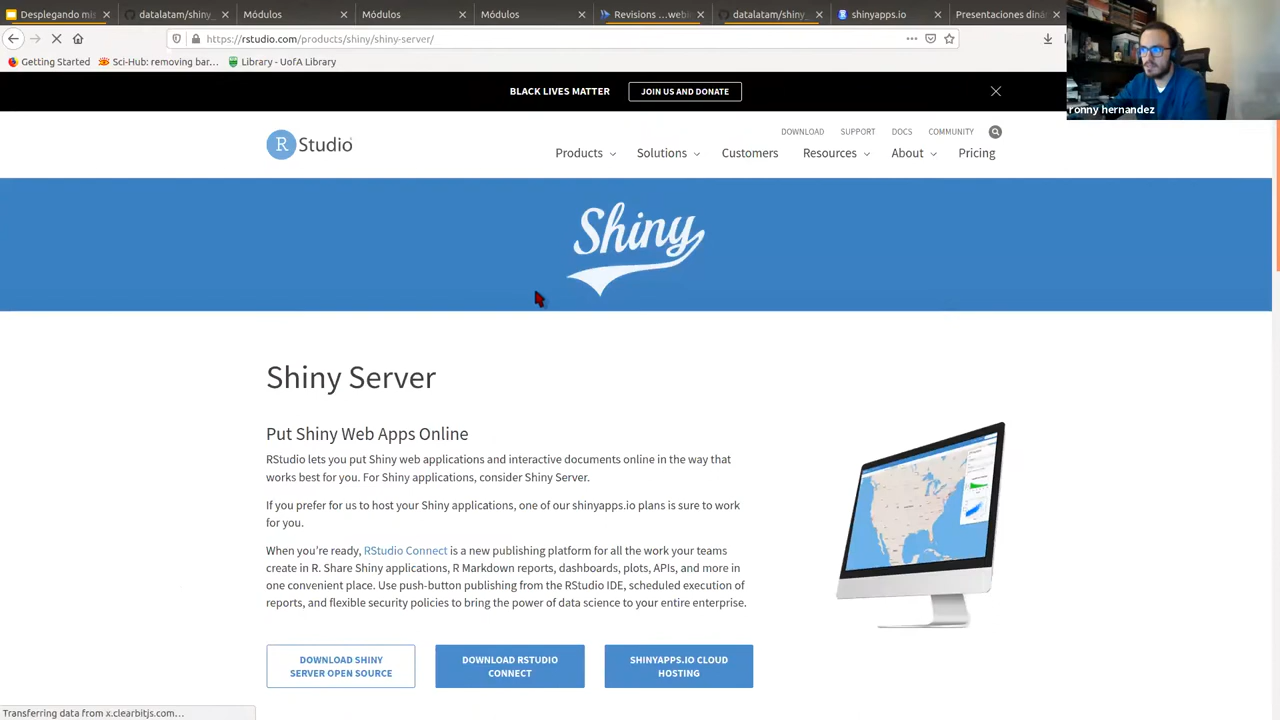 Desplegando mis
datalatam/shiny_
Módulos
Módulos
Módulos
Revisions ...web
datalatam/shiny_
shinyapps.io
Presentaciones diná
https://rstudio.com/products/shiny/shiny-server/
Getting Started
Sci-Hub: removing bar...
Library - UofA Library
ronny hernandez
BLACK LIVES MATTER
JOIN US AND DONATE
DOWNLOAD
SUPPORT
DOCS
COMMUNITY
R Studio
Products
Solutions
Customers
Resources
About
Pricing
Shiny
Shiny Server
Put Shiny Web Apps Online
RStudio lets you put Shiny web applications and interactive documents online in the way that
works best for you. For Shiny applications, consider Shiny Server.
If you prefer for us to host your Shiny applications, one of our shinyapps.io plans is sure to work
for you.
When you're ready, RStudio Connect is a new publishing platform for all the work your teams
create in R. Share Shiny applications, R Markdown reports, dashboards, plots, APIs, and more in
one convenient place. Use push-button publishing from the RStudio IDE, scheduled execution of
reports, and flexible security policies to bring the power of data science to your entire enterprise.
DOWNLOAD SHINY
SERVER OPEN SOURCE
DOWNLOAD RSTUDIO
CONNECT
SHINYAPPS.IO CLOUD
HOSTING
Transferring data from x.clearbitjs.com...